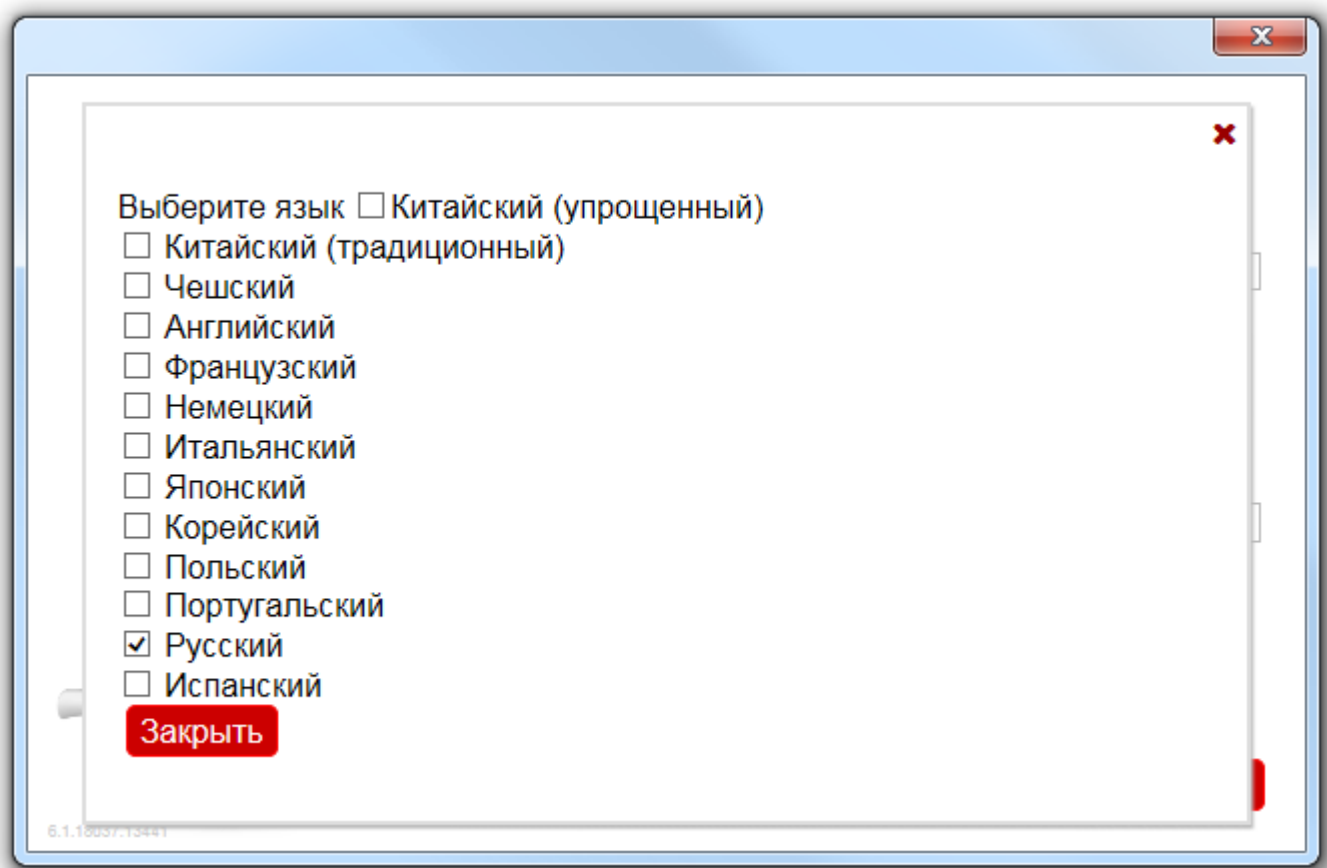 Выберите язык Китайский (упрощенный)
Китайский (традиционный)
Чешский
Английский
Французский
Немецкий
Итальянский
Японский
Корейский
Польский
Португальский
Русский
Испанский
Закрыть
6.1.18037.13441